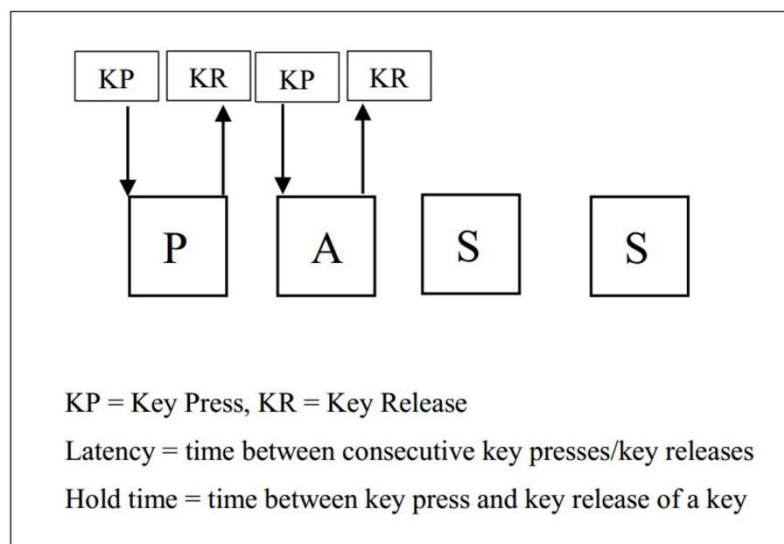 KP KR KP KR
P A S S
KP = Key Press, KR = Key Release
Latency = time between consecutive key presses/key releases
Hold time = time between key press and key release of a key